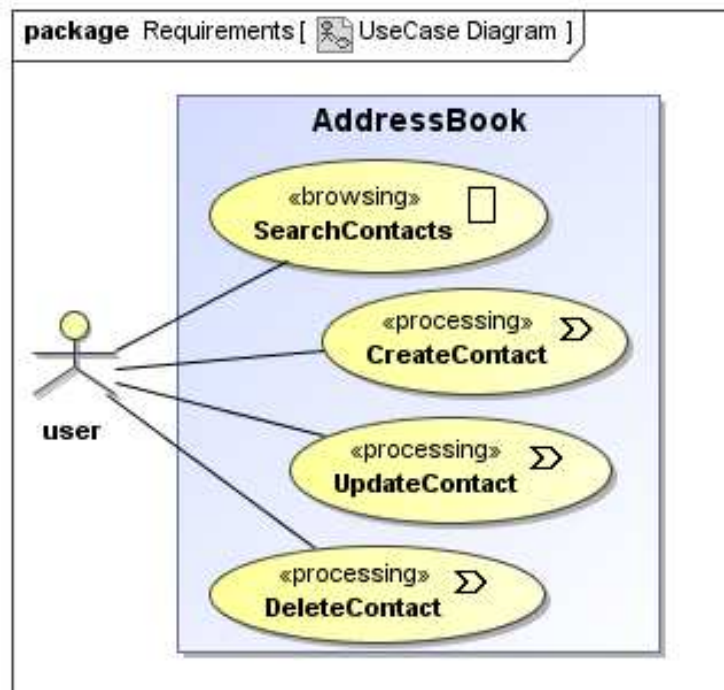 package Requirements [ UseCase Diagram ]
AddressBook
«browsing»
SearchContacts
«processing»
CreateContact
user
«processing»
UpdateContact
«processing»
DeleteContact